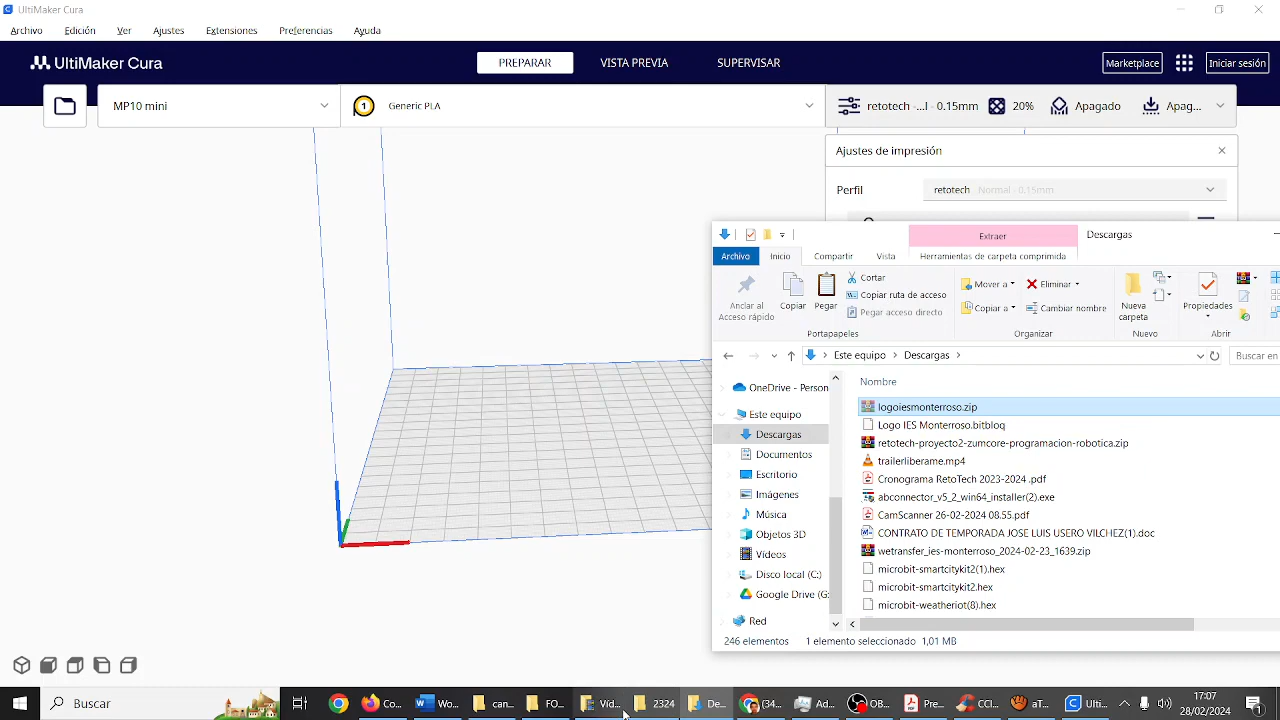 UltiMaker Cura
Archivo Edición Ver Ajustes Extensiones Preferencias Ayuda
UltiMaker Cura
PREPARAR VISTA PREVIA SUPERVISAR
Marketplace Iniciar sesión
MP10 mini
1 Generic PLA
retotech -...l - 0.15mm 20% Apagado Apag...
Ajustes de impresión
Perfil retotech Normal - 0.15mm
Extraer Descargas
Archivo Inicio Compartir Vista Herramientas de carpeta comprimida
Anclar al Acceso rápido
Copiar
Pegar
Cortar
Copiar ruta de acceso
Pegar acceso directo
Mover a
Copiar a
Eliminar
Cambiar nombre
Nueva carpeta
Propiedades
Portapapeles Organizar Nuevo Abrir
Este equipo Descargas Buscar en
Nombre
OneDrive - Person
Este equipo
Descargas
Documentos
Escritorio
Imágenes
Música
Objetos 3D
Vídeos
Disco local (C:)
Google Drive (G:
Red
logoiesmonterroso.zip
Logo IES Monterroso.bitbloq
retotech-proyecto2-zumcore-programacion-robotica.zip
trailerliberame.mp4
Cronograma RetoTech 2023-2024 .pdf
abconnector_v5_2_win64_installer(2).exe
CamScanner 26-02-2024 08.55.pdf
CONTRATO DE TEMPORADA JOSE LUIS USERO VILCHEZ(1).doc
wetransfer_ies-monterroso_2024-02-23_1639.zip
microbit-smartcitykit2(1).hex
microbit-smartcitykit2.hex
microbit-weatheriot(8).hex
246 elementos 1 elemento seleccionado 1,01 MB
Buscar Co... Wo... can... FO... Vid... 2324 De... (34... Ad... OB... Pre... Ce... ar... Ulti...
17:07
28/02/2024